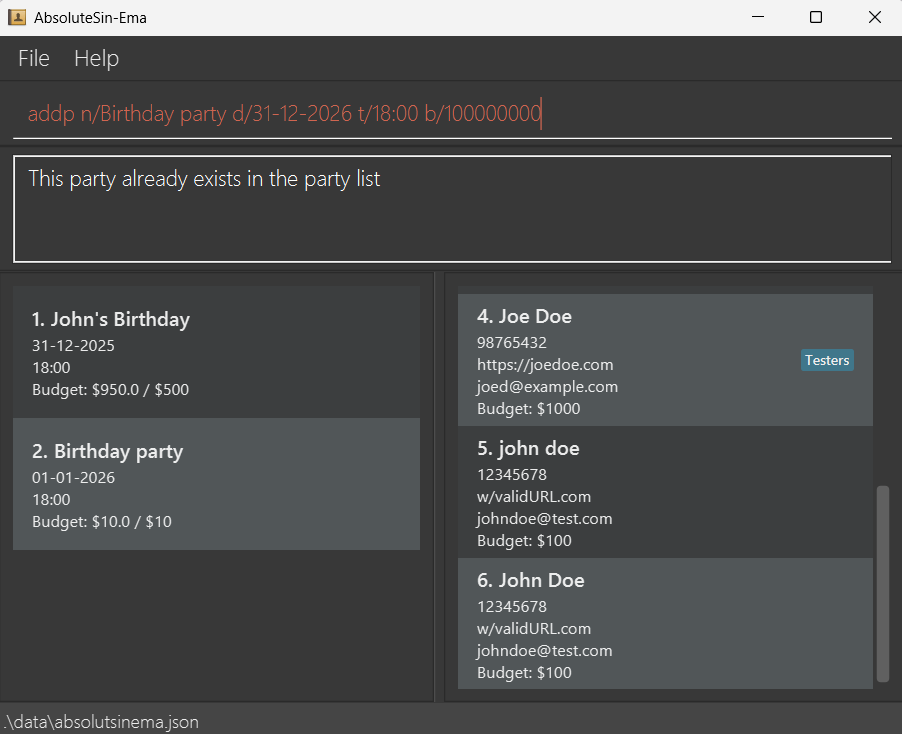 AbsoluteSin-Ema
File Help
addp n/Birthday party d/31-12-2026 t/18:00 b/100000000
This party already exists in the party list
1. John's Birthday
31-12-2025
18:00
Budget: $950.0 / $500
2. Birthday party
01-01-2026
18:00
Budget: $10.0 / $10
4. Joe Doe
98765432
https://joedoe.com
joed@example.com
Budget: $1000
Testers
5. john doe
12345678
w/validURL.com
johndoe@test.com
Budget: $100
6. John Doe
12345678
w/validURL.com
johndoe@test.com
Budget: $100
.\data\absolutsinema.json